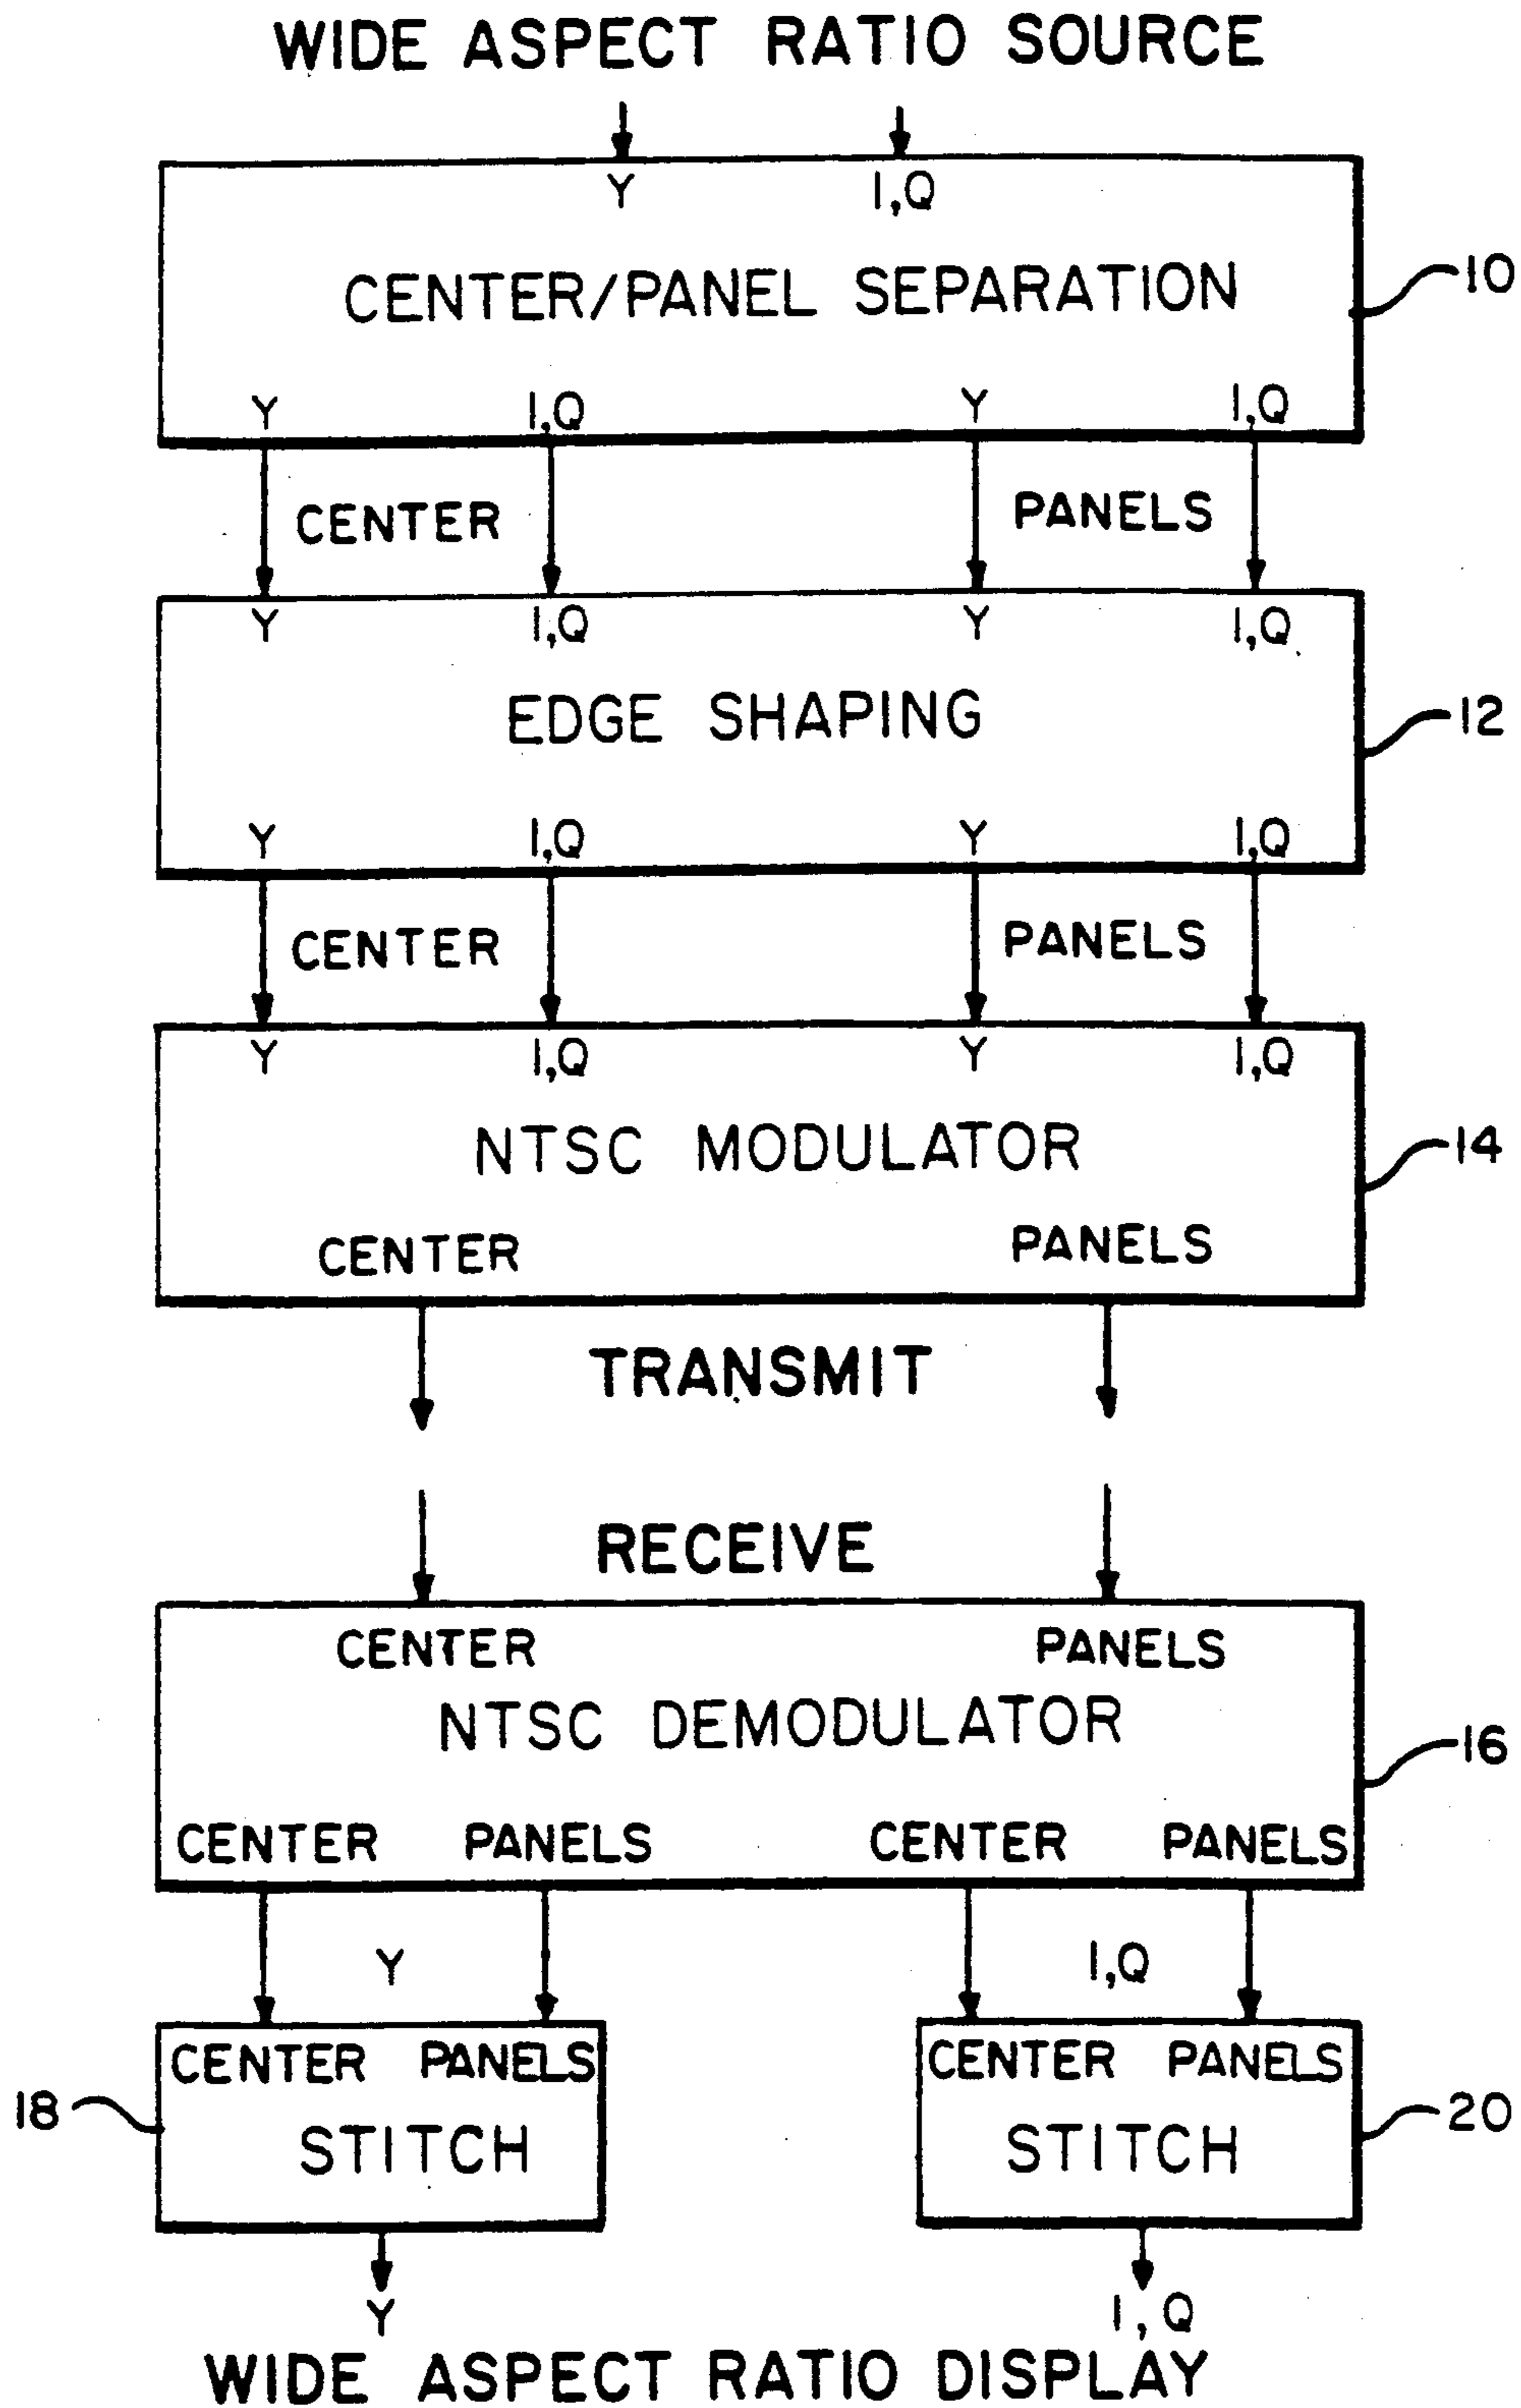 WIDE ASPECT RATIO SOURCE
Y I,Q
CENTER/PANEL SEPARATION
10
Y I,Q Y I,Q
CENTER PANELS
Y I,Q Y I,Q
EDGE SHAPING
12
Y I,Q Y I,Q
CENTER PANELS
Y I,Q Y I,Q
NTSC MODULATOR
14
CENTER PANELS
TRANSMIT
RECEIVE
CENTER PANELS
NTSC DEMODULATOR
16
CENTER PANELS CENTER PANELS
Y I,Q
CENTER PANELS CENTER PANELS
18
20
STITCH STITCH
Y I,Q
WIDE ASPECT RATIO DISPLAY